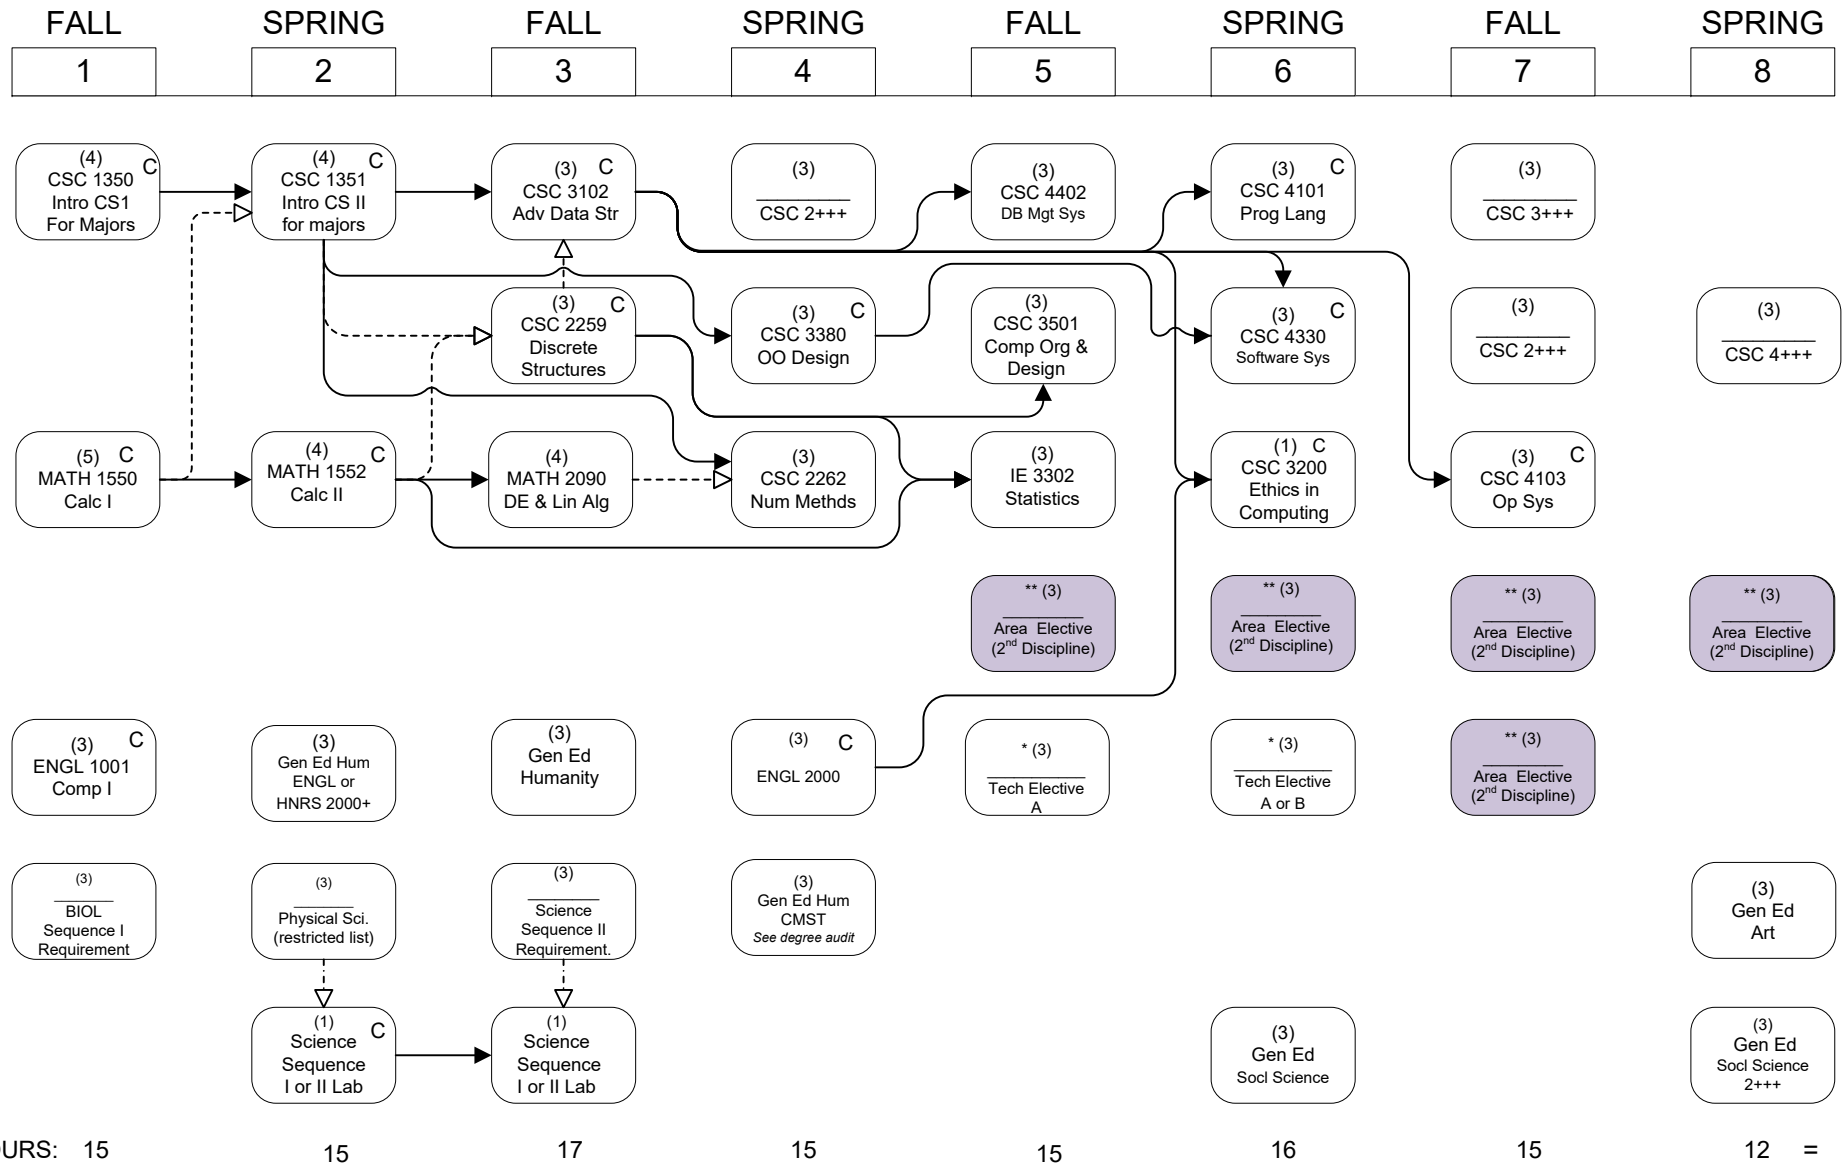 FALL SPRING FALL SPRING FALL SPRING FALL SPRING
1 2 3 4 5 6 7 8
(4) C
CSC 1350
Intro CS1
For Majors
(4) C
CSC 1351
Intro CS II
for majors
(3) C
CSC 3102
Adv Data Str
(3)
CSC 2+++
(3)
CSC 4402
DB Mgt Sys
(3) C
CSC 4101
Prog Lang
(3)
CSC 3+++
(3) C
CSC 2259
Discrete
Structures
(3) C
CSC 3380
OO Design
(3)
CSC 3501
Comp Org &
Design
(3) C
CSC 4330
Software Sys
(3)
CSC 2+++
(3)
CSC 4+++
(5) C
MATH 1550
Calc I
(4) C
MATH 1552
Calc II
(4)
MATH 2090
DE & Lin Alg
(3)
CSC 2262
Num Methds
(3)
IE 3302
Statistics
(1) C
CSC 3200
Ethics in
Computing
(3) C
CSC 4103
Op Sys
** (3)
Area Elective
(2nd Discipline)
** (3)
Area Elective
(2nd Discipline)
** (3)
Area Elective
(2nd Discipline)
** (3)
Area Elective
(2nd Discipline)
(3) C
ENGL 1001
Comp I
(3)
Gen Ed Hum
ENGL or
HNRS 2000+
(3)
Gen Ed
Humanity
(3) C
ENGL 2000
* (3)
Tech Elective
A
* (3)
Tech Elective
A or B
** (3)
Area Elective
(2nd Discipline)
(3)
BIOL
Sequence I
Requirement
(3)
Physical Sci.
(restricted list)
(3)
Science
Sequence II
Requirement.
(3)
Gen Ed Hum
CMST
See degree audit
(3)
Gen Ed
Art
(1) C
Science
Sequence
I or II Lab
(1)
Science
Sequence
I or II Lab
(3)
Gen Ed
Socl Science
(3)
Gen Ed
Socl Science
2+++
OURS: 15 15 17 15 15 16 15 12 =